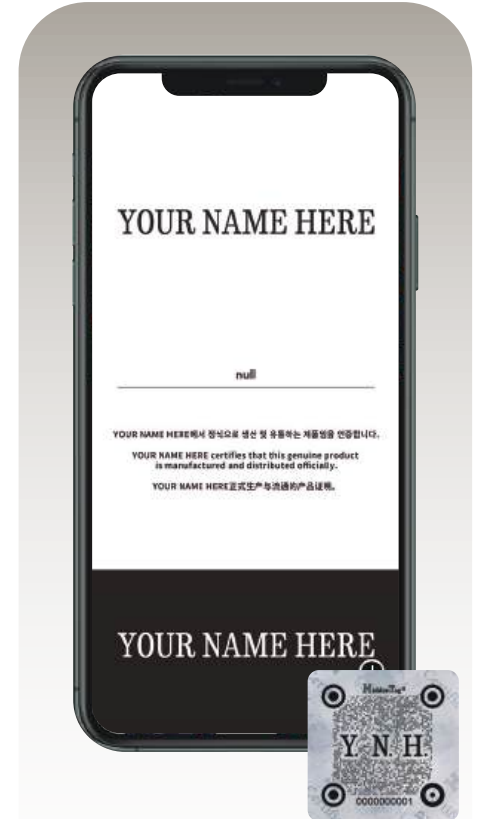 YOUR NAME HERE
null
YOUR NAME HERE에서 정식으로 생산 및 유통하는 제품임을 인증합니다.
YOUR NAME HERE certifies that this genuine product
is manufactured and distributed officially.
YOUR NAME HERE正式生产与流通的产品证明。
YOUR NAME HERE
HiddenTag®
Y. N. H.
0000000001